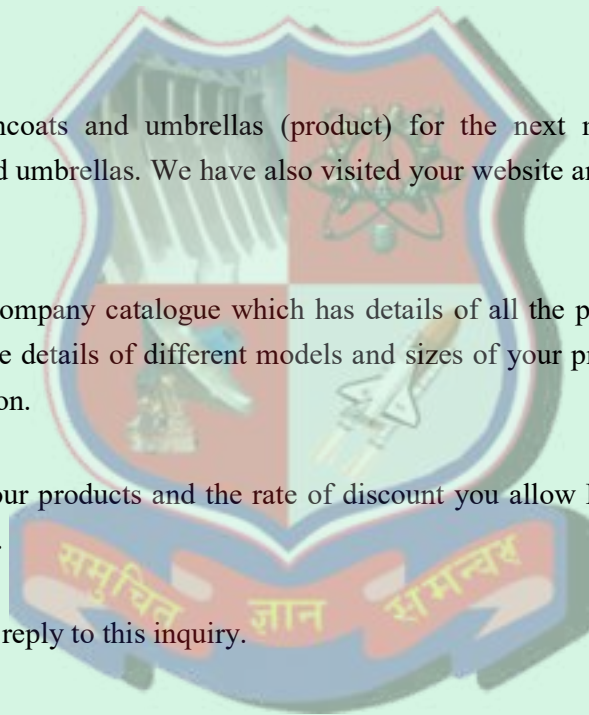 ncoats and umbrellas (product) for the next
d umbrellas. We have also visited your website
ompany catalogue which has details of all the
e details of different models and sizes of your
on.
our products and the rate of discount you allow
reply to this inquiry.
समुचित ज्ञान समन्वय